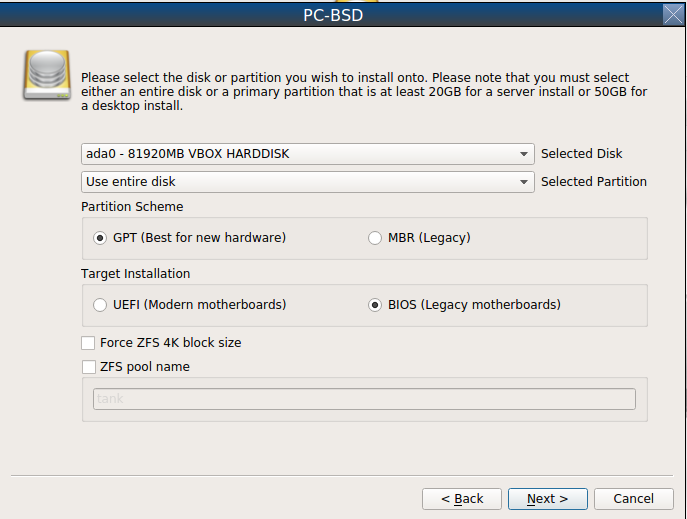 PC-BSD
Please select the disk or partition you wish to install onto. Please note that you must select
either an entire disk or a primary partition that is at least 20GB for a server install or 50GB for
a desktop install.
ada0 - 81920MB VBOX HARDDISK
Selected Disk
Use entire disk
Selected Partition
Partition Scheme
GPT (Best for new hardware)
MBR (Legacy)
Target Installation
UEFI (Modern motherboards)
BIOS (Legacy motherboards)
Force ZFS 4K block size
ZFS pool name
tank
< Back
Next >
Cancel